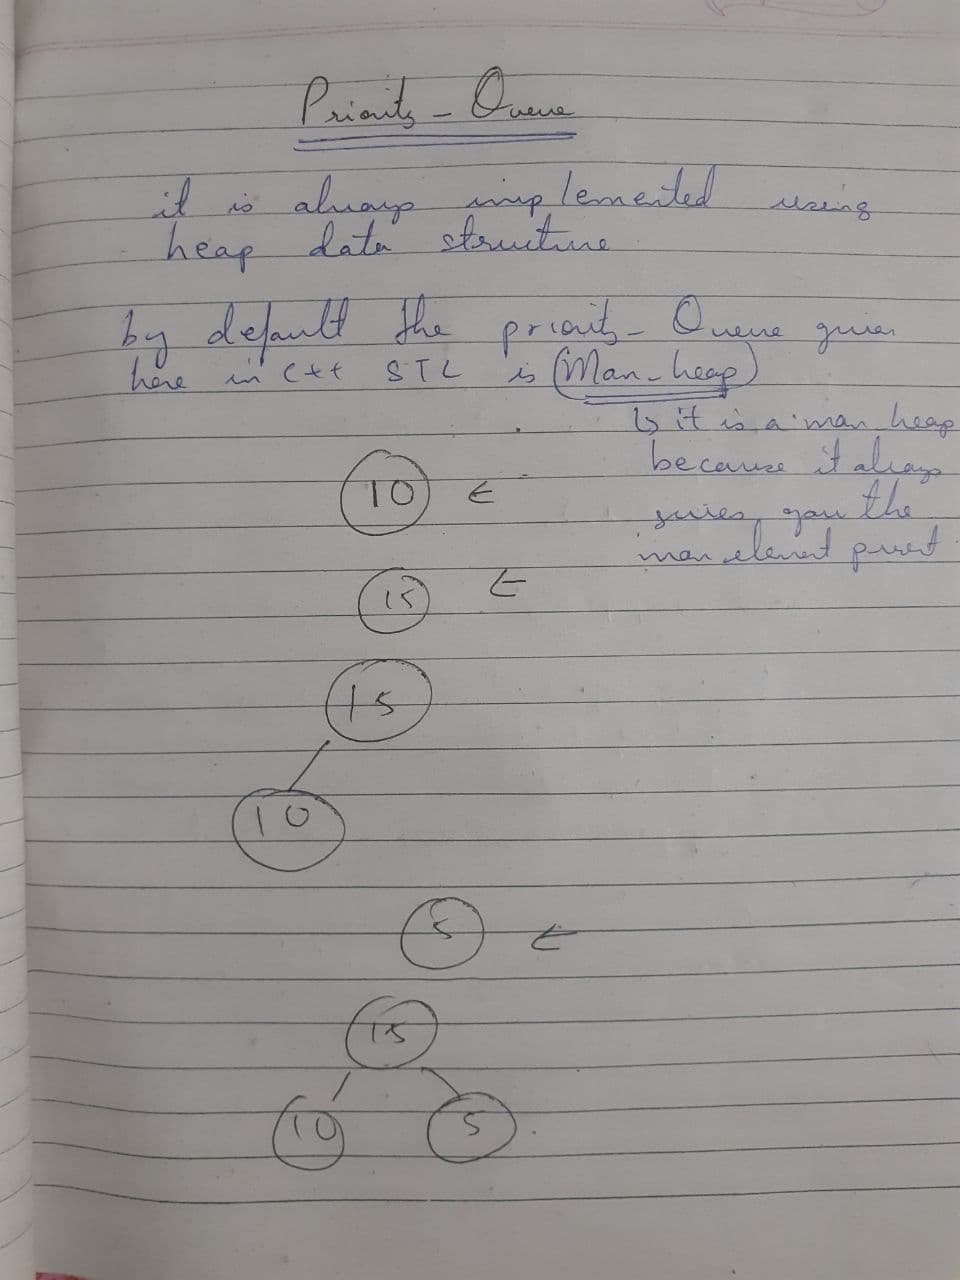 Priority - Queue
it is always implemented using
heap data structure
by default the priority - Queue given
here in C++ STL is Max-heap
↳ it is a max heap
because it always
gives you the
max element first
10 ←
15 ←
15
10
5 ←
15
10 5